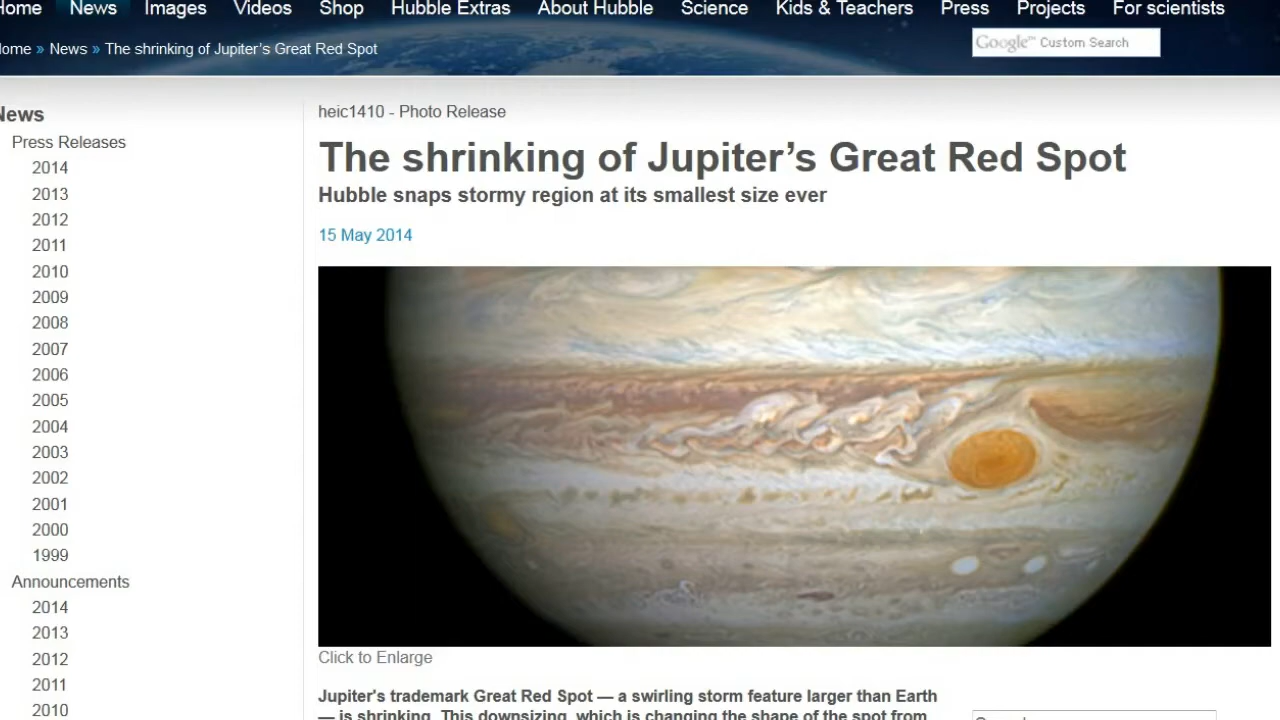 Home News Images Videos Shop Hubble Extras About Hubble Science Kids & Teachers Press Projects For scientists
Home » News » The shrinking of Jupiter's Great Red Spot
Google™ Custom Search
News
Press Releases
2014
2013
2012
2011
2010
2009
2008
2007
2006
2005
2004
2003
2002
2001
2000
1999
Announcements
2014
2013
2012
2011
2010
heic1410 - Photo Release
The shrinking of Jupiter's Great Red Spot
Hubble snaps stormy region at its smallest size ever
15 May 2014
Click to Enlarge
Jupiter's trademark Great Red Spot — a swirling storm feature larger than Earth
— is shrinking. This downsizing, which is changing the shape of the spot from